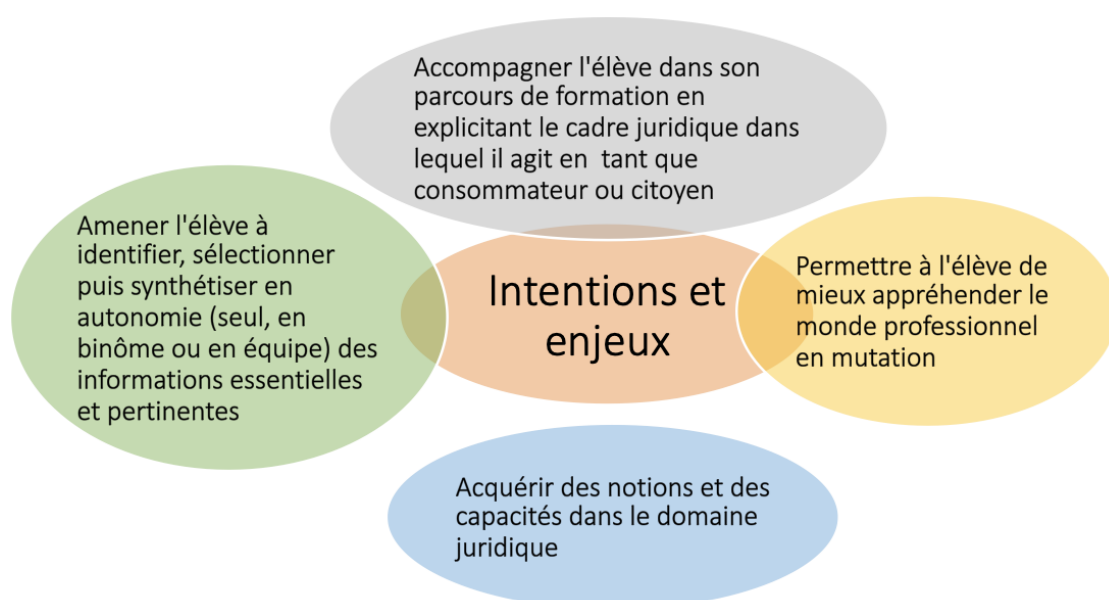 Accompagner l'élève dans son
parcours de formation en
explicitant le cadre juridique dans
lequel il agit en  tant que
consommateur ou citoyen
Amener l'élève à
identifier, sélectionner
puis synthétiser en
autonomie (seul, en
binôme ou en équipe) des
informations essentielles
et pertinentes
Intentions et
enjeux
Permettre à l'élève de
mieux appréhender le
monde professionnel
en mutation
Acquérir des notions et des
capacités dans le domaine
juridique